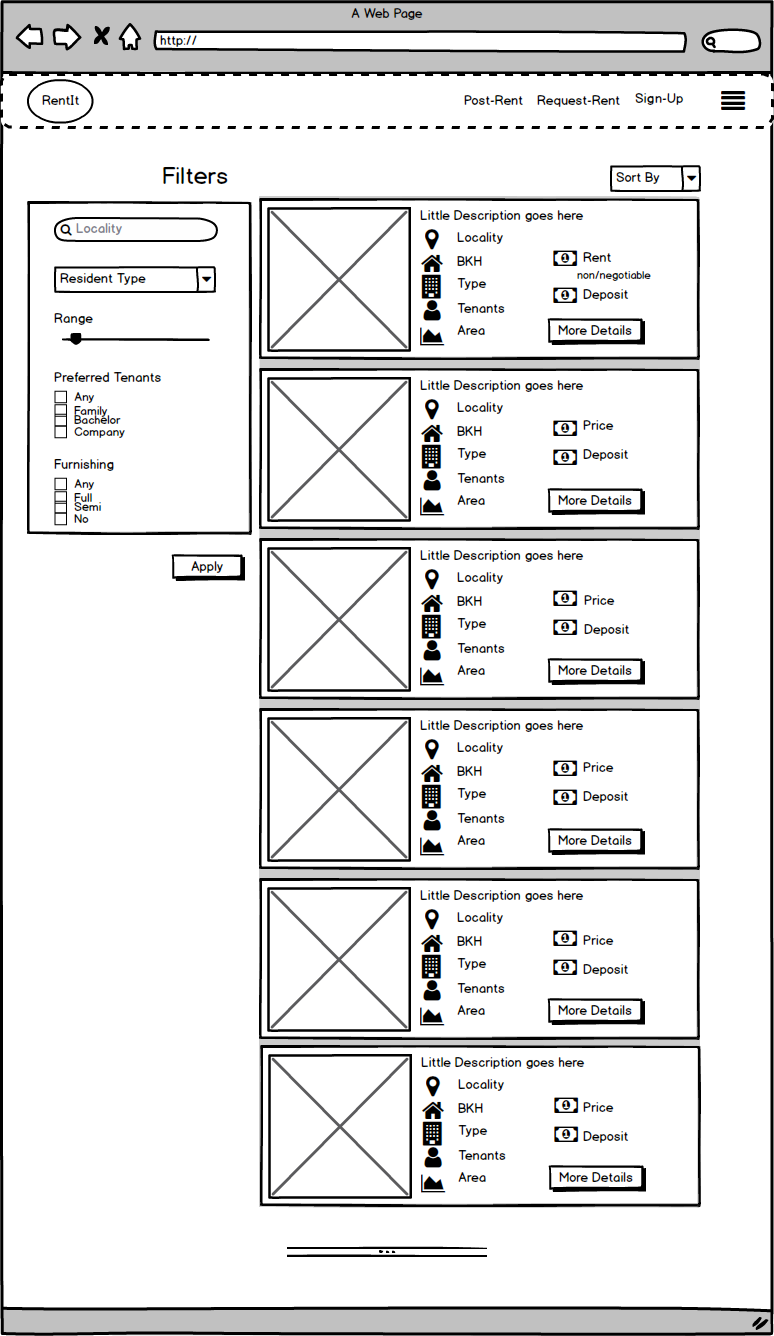 A Web Page
http://
RentIt
Post-Rent Request-Rent Sign-Up
Filters
Sort By
Locality
Resident Type
Range
Preferred Tenants
Any
Family
Bachelor
Company
Furnishing
Any
Full
Semi
No
Apply
Little Description goes here
Locality
BKH
Type
Tenants
Area
Rent
non/negotiable
Deposit
More Details
Little Description goes here
Locality
BKH
Type
Tenants
Area
Price
Deposit
More Details
Little Description goes here
Locality
BKH
Type
Tenants
Area
Price
Deposit
More Details
Little Description goes here
Locality
BKH
Type
Tenants
Area
Price
Deposit
More Details
Little Description goes here
Locality
BKH
Type
Tenants
Area
Price
Deposit
More Details
Little Description goes here
Locality
BKH
Type
Tenants
Area
Price
Deposit
More Details